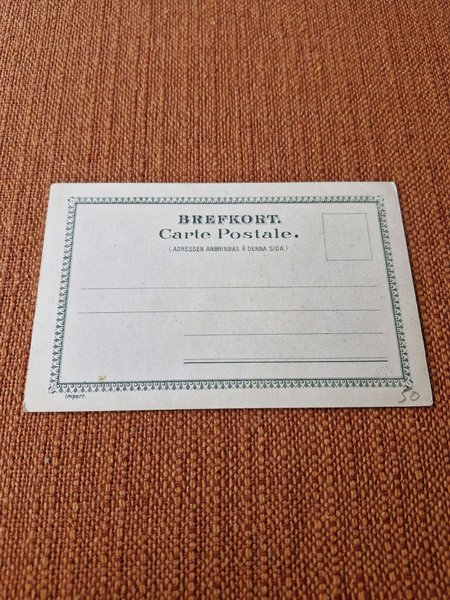 BREFKORT.
Carte Postale.
(ADRESSEN ANBRINGAS Å DENNA SIDA.)
Import.
50